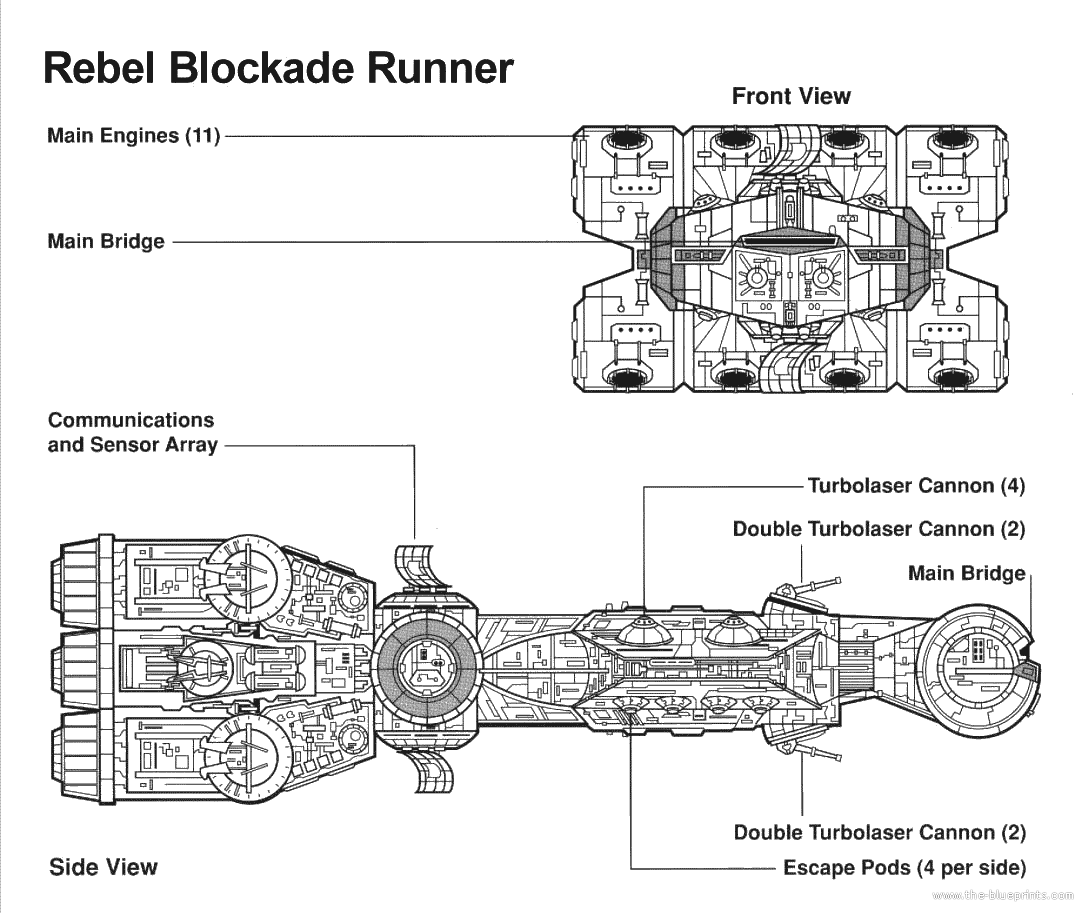 Rebel Blockade Runner
Front View
Main Engines (11)
Main Bridge
Communications
and Sensor Array
Turbolaser Cannon (4)
Double Turbolaser Cannon (2)
Main Bridge
Double Turbolaser Cannon (2)
Side View
Escape Pods (4 per side)
www.the-blueprints.com